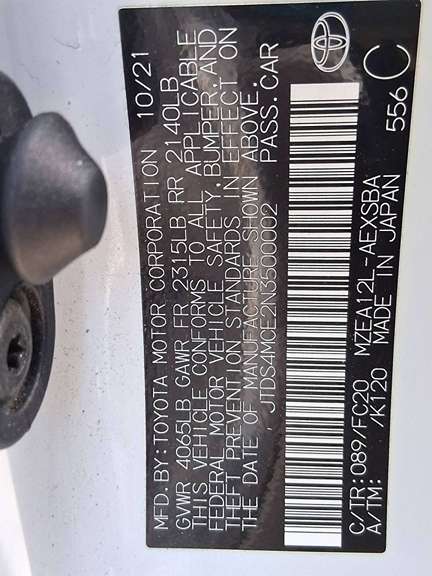 MFD.BY:TOYOTA MOTOR CORPORATION 10/21
GVWR 4065LB GAWR FR 2315LB RR 2140LB
THIS VEHICLE CONFORMS TO ALL APPLICABLE
FEDERAL MOTOR VEHICLE SAFETY,BUMPER,AND
THEFT PREVENTION STANDARDS IN EFFECT ON
THE DATE OF MANUFACTURE SHOWN ABOVE.
JTDS4MCE2N3500002 PASS.CAR
C/TR:089/FC20 MZEA12L-AEXSBA
A/TM: /K120 MADE IN JAPAN 556 C